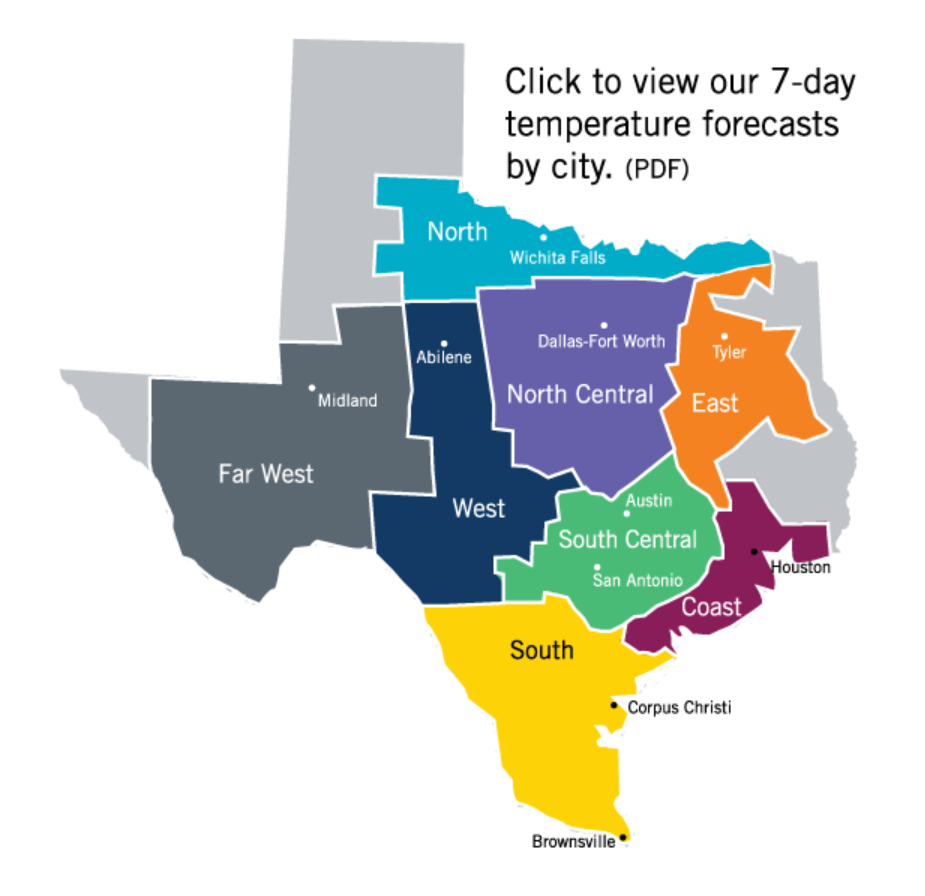 Click to view our 7-day
temperature forecasts
by city. (PDF)
North
Wichita Falls
Dallas-Fort Worth
North Central
Abilene
Tyler
East
Midland
Far West
West
Austin
South Central
San Antonio
Houston
Coast
South
Corpus Christi
Brownsville